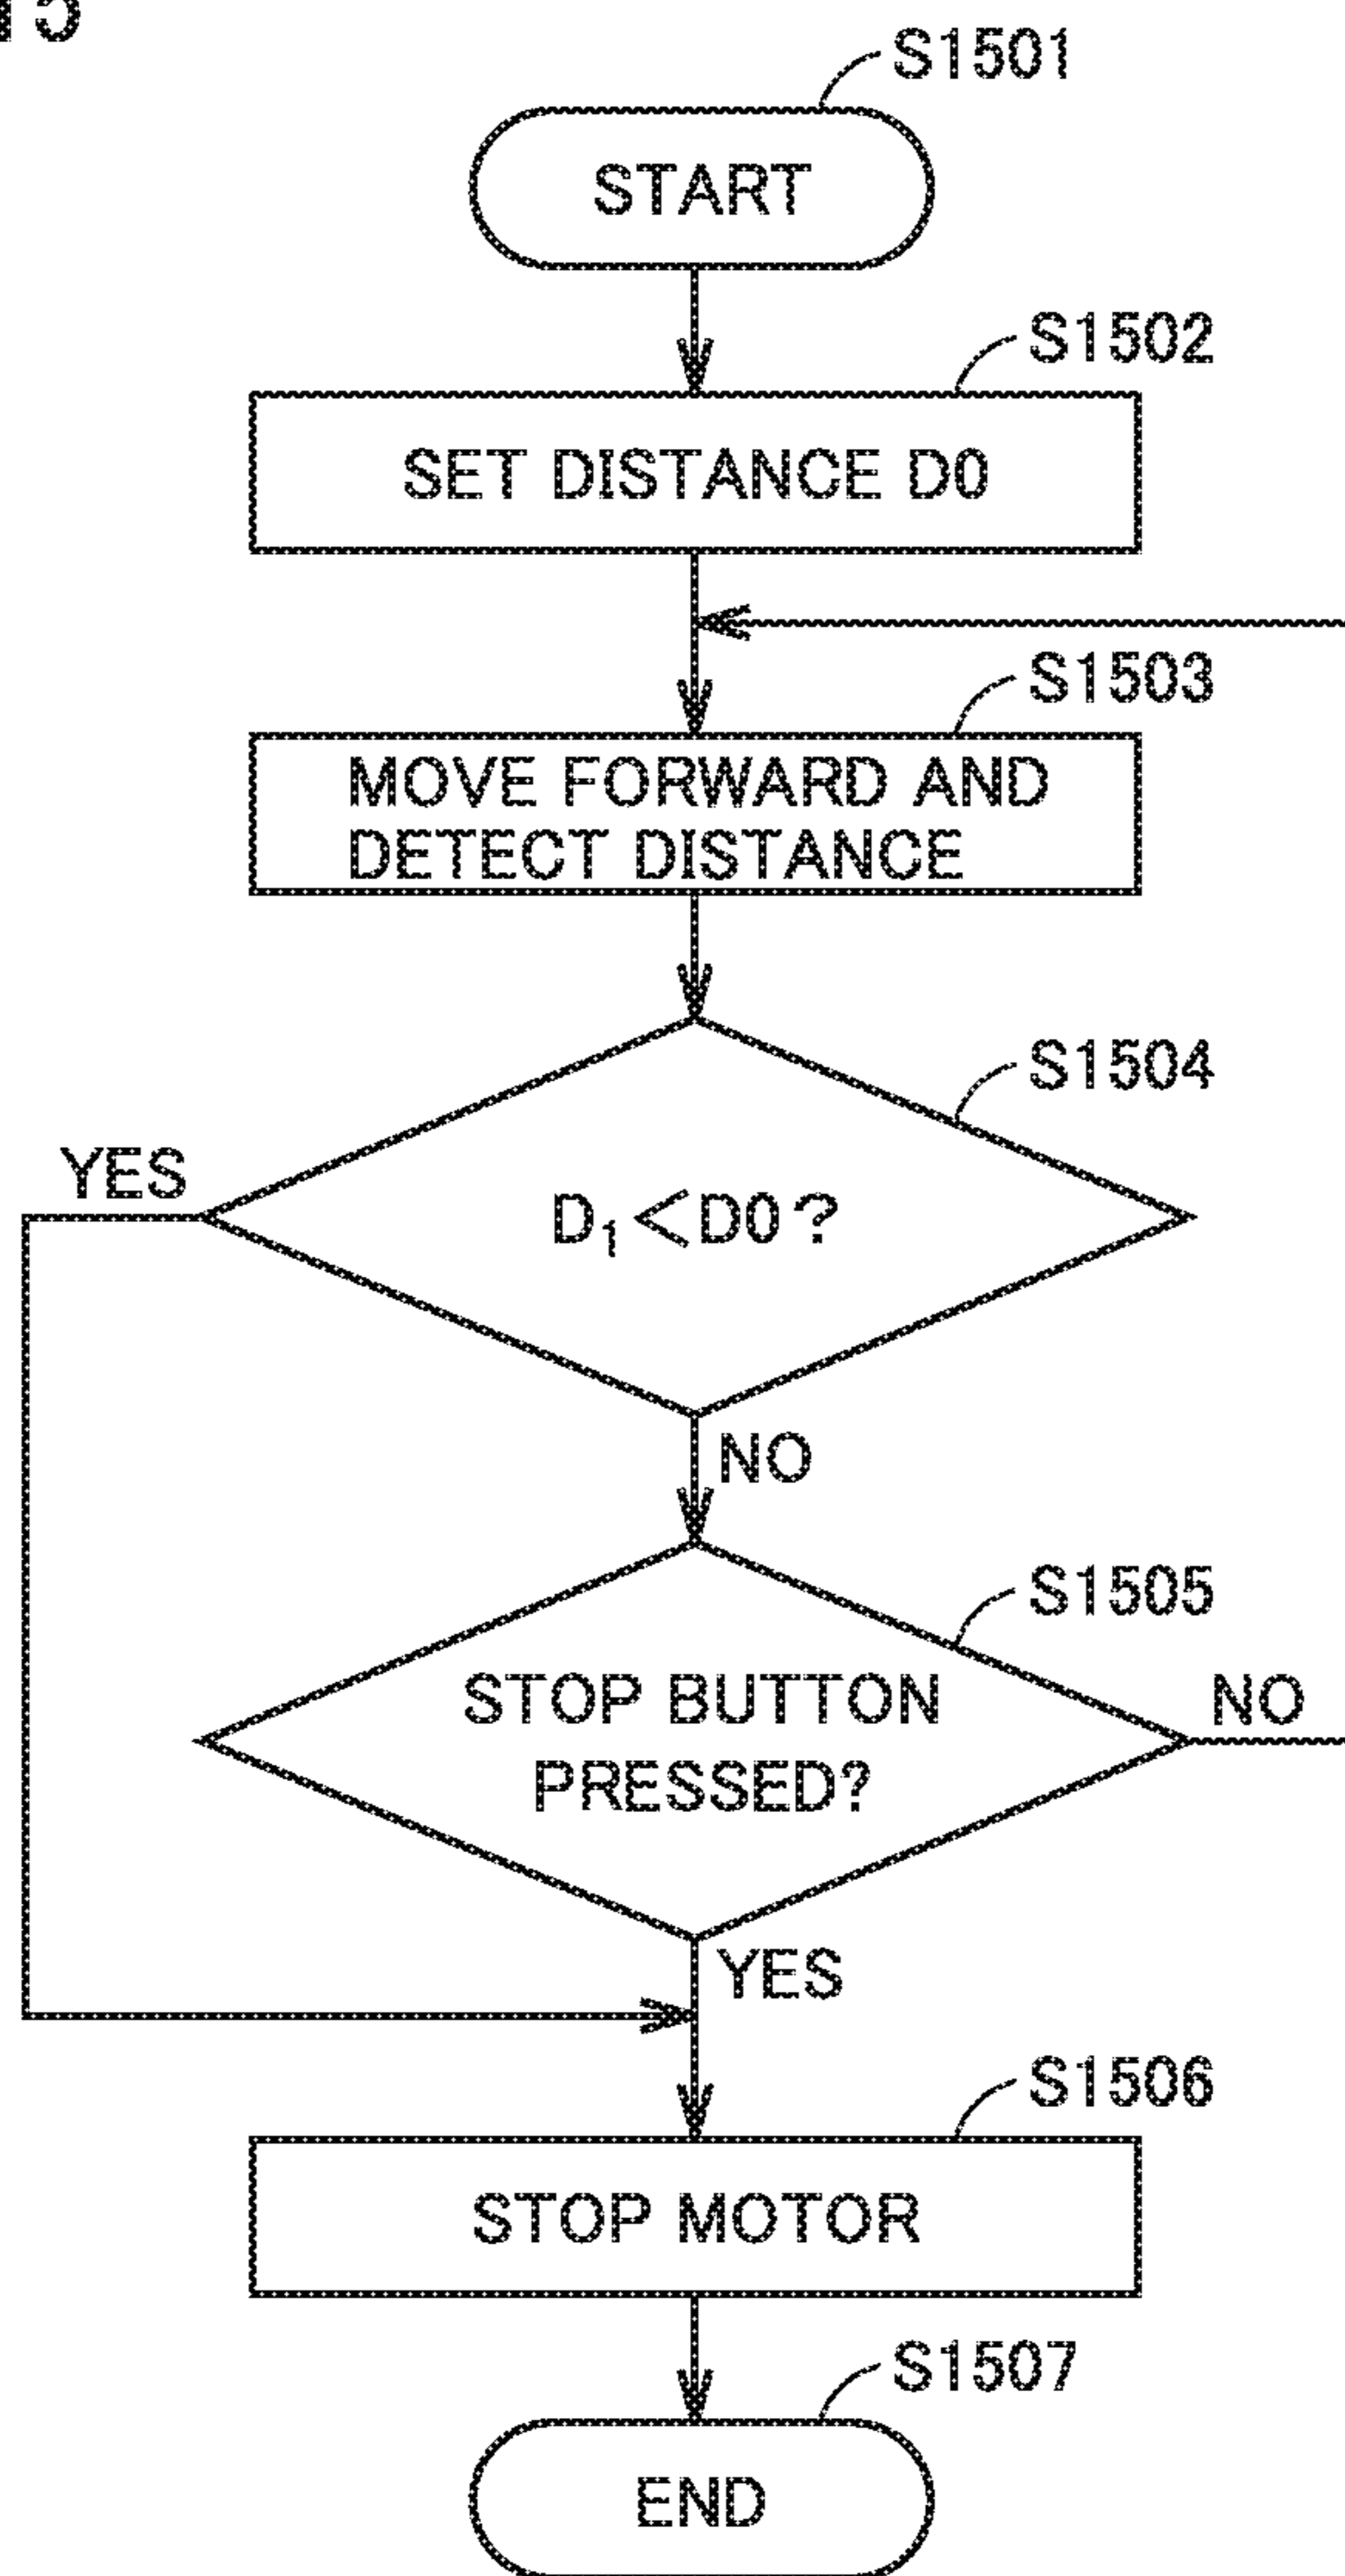 15
S1501
START
S1502
SET DISTANCE D0
S1503
MOVE FORWARD AND
DETECT DISTANCE
S1504
YES
D₁<D0?
NO
S1505
STOP BUTTON
PRESSED?
NO
YES
S1506
STOP MOTOR
S1507
END